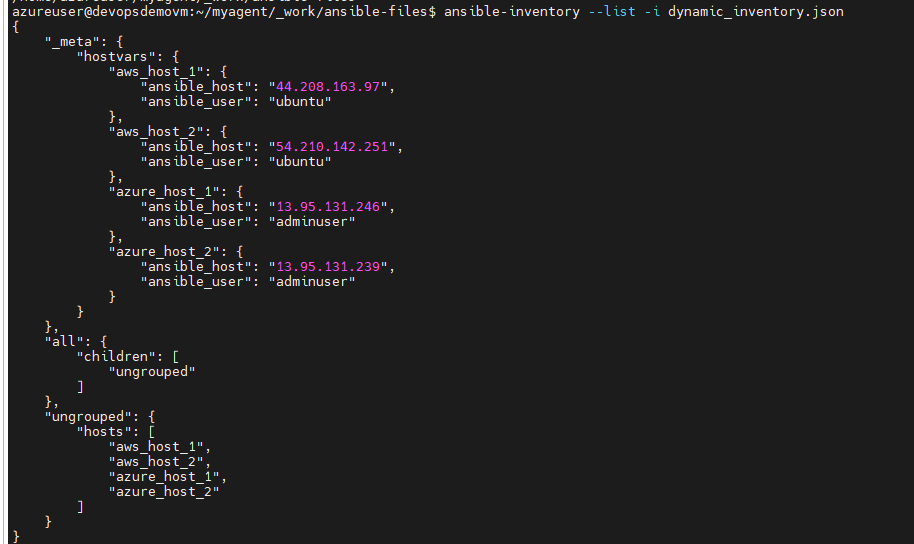 azureuser@devopsdemovm:~/myagent/_work/ansible-files$ ansible-inventory --list -i dynamic_inventory.json
{
    "_meta": {
        "hostvars": {
            "aws_host_1": {
                "ansible_host": "44.208.163.97",
                "ansible_user": "ubuntu"
            },
            "aws_host_2": {
                "ansible_host": "54.210.142.251",
                "ansible_user": "ubuntu"
            },
            "azure_host_1": {
                "ansible_host": "13.95.131.246",
                "ansible_user": "adminuser"
            },
            "azure_host_2": {
                "ansible_host": "13.95.131.239",
                "ansible_user": "adminuser"
            }
        }
    },
    "all": {
        "children": [
            "ungrouped"
        ]
    },
    "ungrouped": {
        "hosts": [
            "aws_host_1",
            "aws_host_2",
            "azure_host_1",
            "azure_host_2"
        ]
    }
}